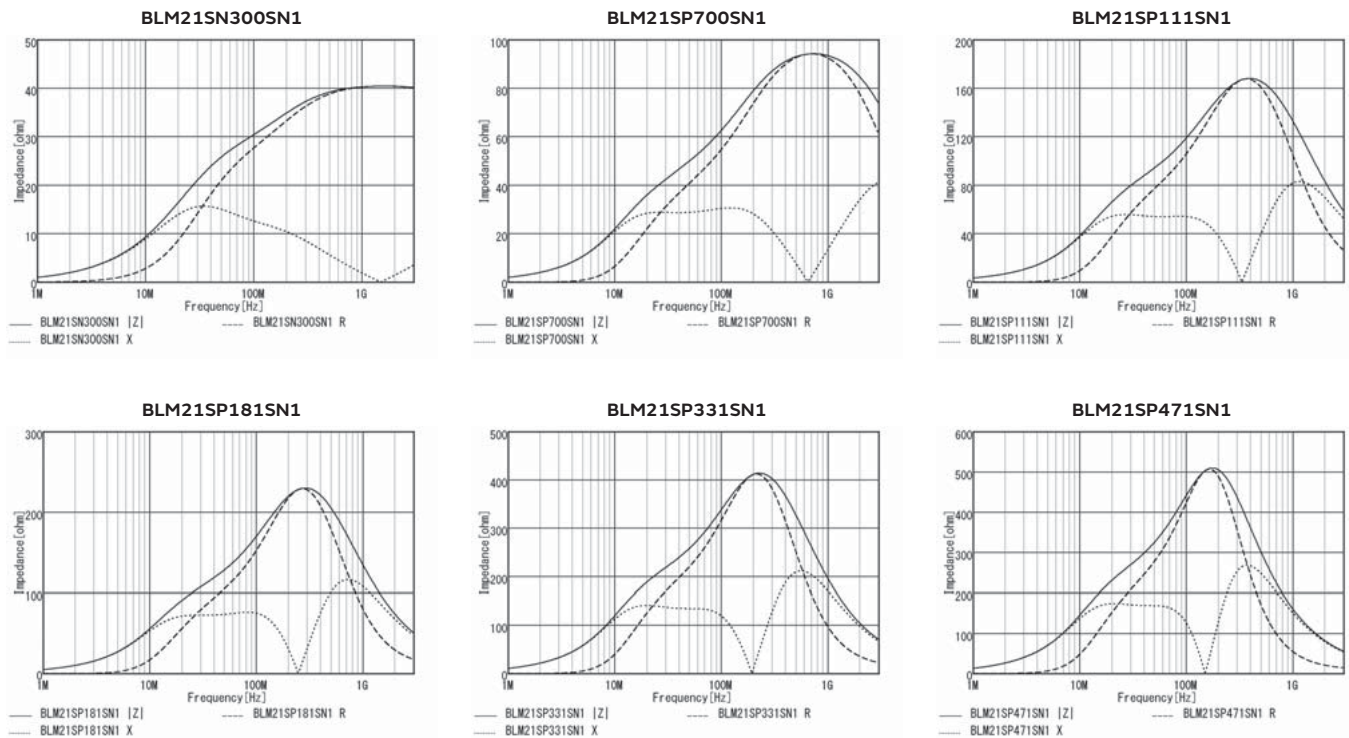 BLM21SN300SN1
50
40
30
20
10
0
Impedance[ohm]
1M 10M 100M 1G
Frequency[Hz]
BLM21SN300SN1 |Z| BLM21SN300SN1 R
BLM21SN300SN1 X
BLM21SP700SN1
100
80
60
40
20
0
Impedance[ohm]
1M 10M 100M 1G
Frequency[Hz]
BLM21SP700SN1 |Z| BLM21SP700SN1 R
BLM21SP700SN1 X
BLM21SP111SN1
200
160
120
80
40
0
Impedance[ohm]
1M 10M 100M 1G
Frequency[Hz]
BLM21SP111SN1 |Z| BLM21SP111SN1 R
BLM21SP111SN1 X
BLM21SP181SN1
300
200
100
0
Impedance[ohm]
1M 10M 100M 1G
Frequency[Hz]
BLM21SP181SN1 |Z| BLM21SP181SN1 R
BLM21SP181SN1 X
BLM21SP331SN1
500
400
300
200
100
0
Impedance[ohm]
1M 10M 100M 1G
Frequency[Hz]
BLM21SP331SN1 |Z| BLM21SP331SN1 R
BLM21SP331SN1 X
BLM21SP471SN1
600
500
400
300
200
100
0
Impedance[ohm]
1M 10M 100M 1G
Frequency[Hz]
BLM21SP471SN1 |Z| BLM21SP471SN1 R
BLM21SP471SN1 X